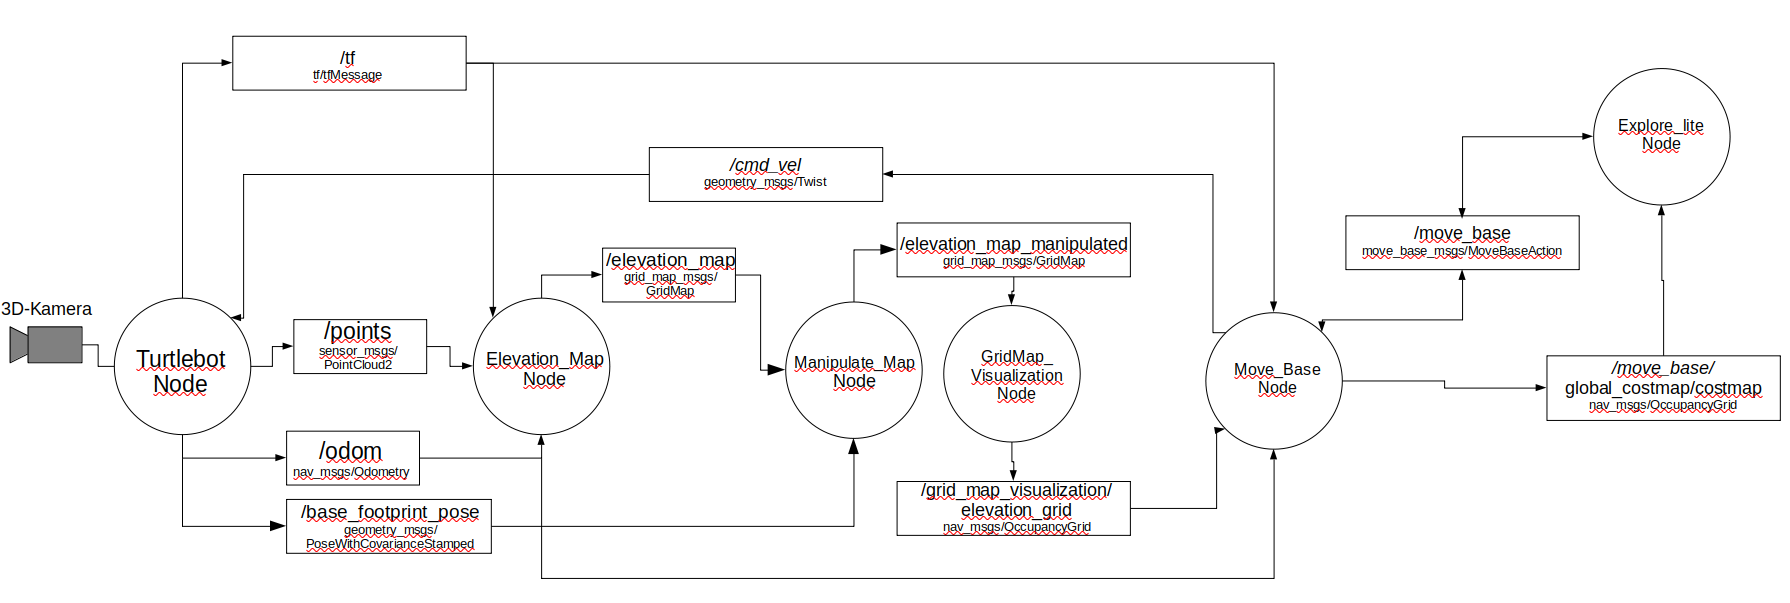 /tf
tf/tfMessage
/cmd_vel
geometry_msgs/Twist
Explore_lite
Node
/move_base
move_base_msgs/MoveBaseAction
/elevation_map_manipulated
grid_map_msgs/GridMap
/elevation_map
grid_map_msgs/
GridMap
3D-Kamera
/points
sensor_msgs/
PointCloud2
Turtlebot
Node
Elevation_Map
Node
Manipulate_Map
Node
GridMap_
Visualization
Node
Move_Base
Node
/move_base/
global_costmap/costmap
nav_msgs/OccupancyGrid
/odom
nav_msgs/Odometry
/base_footprint_pose
geometry_msgs/
PoseWithCovarianceStamped
/grid_map_visualization/
elevation_grid
nav_msgs/OccupancyGrid